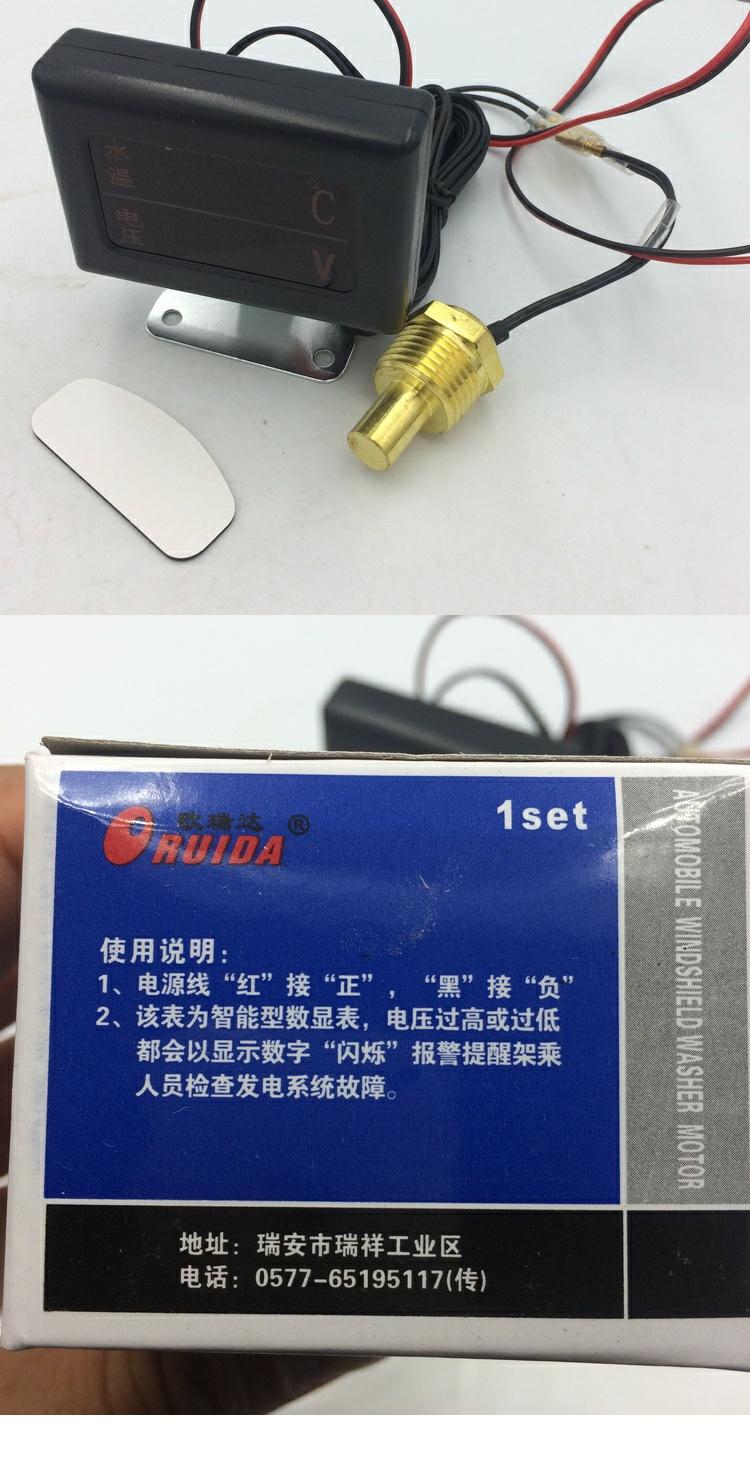 水温
℃
电压
V
欧瑞达 ®
ORUIDA
1set
使用说明：
1、电源线“红”接“正”，“黑”接“负”
2、该表为智能型数显表，电压过高或过低
都会以显示数字“闪烁”报警提醒架乘
人员检查发电系统故障。
AUTOMOBILE WINDSHIELD WASHER MOTOR
地址：瑞安市瑞祥工业区
电话：0577-65195117(传)